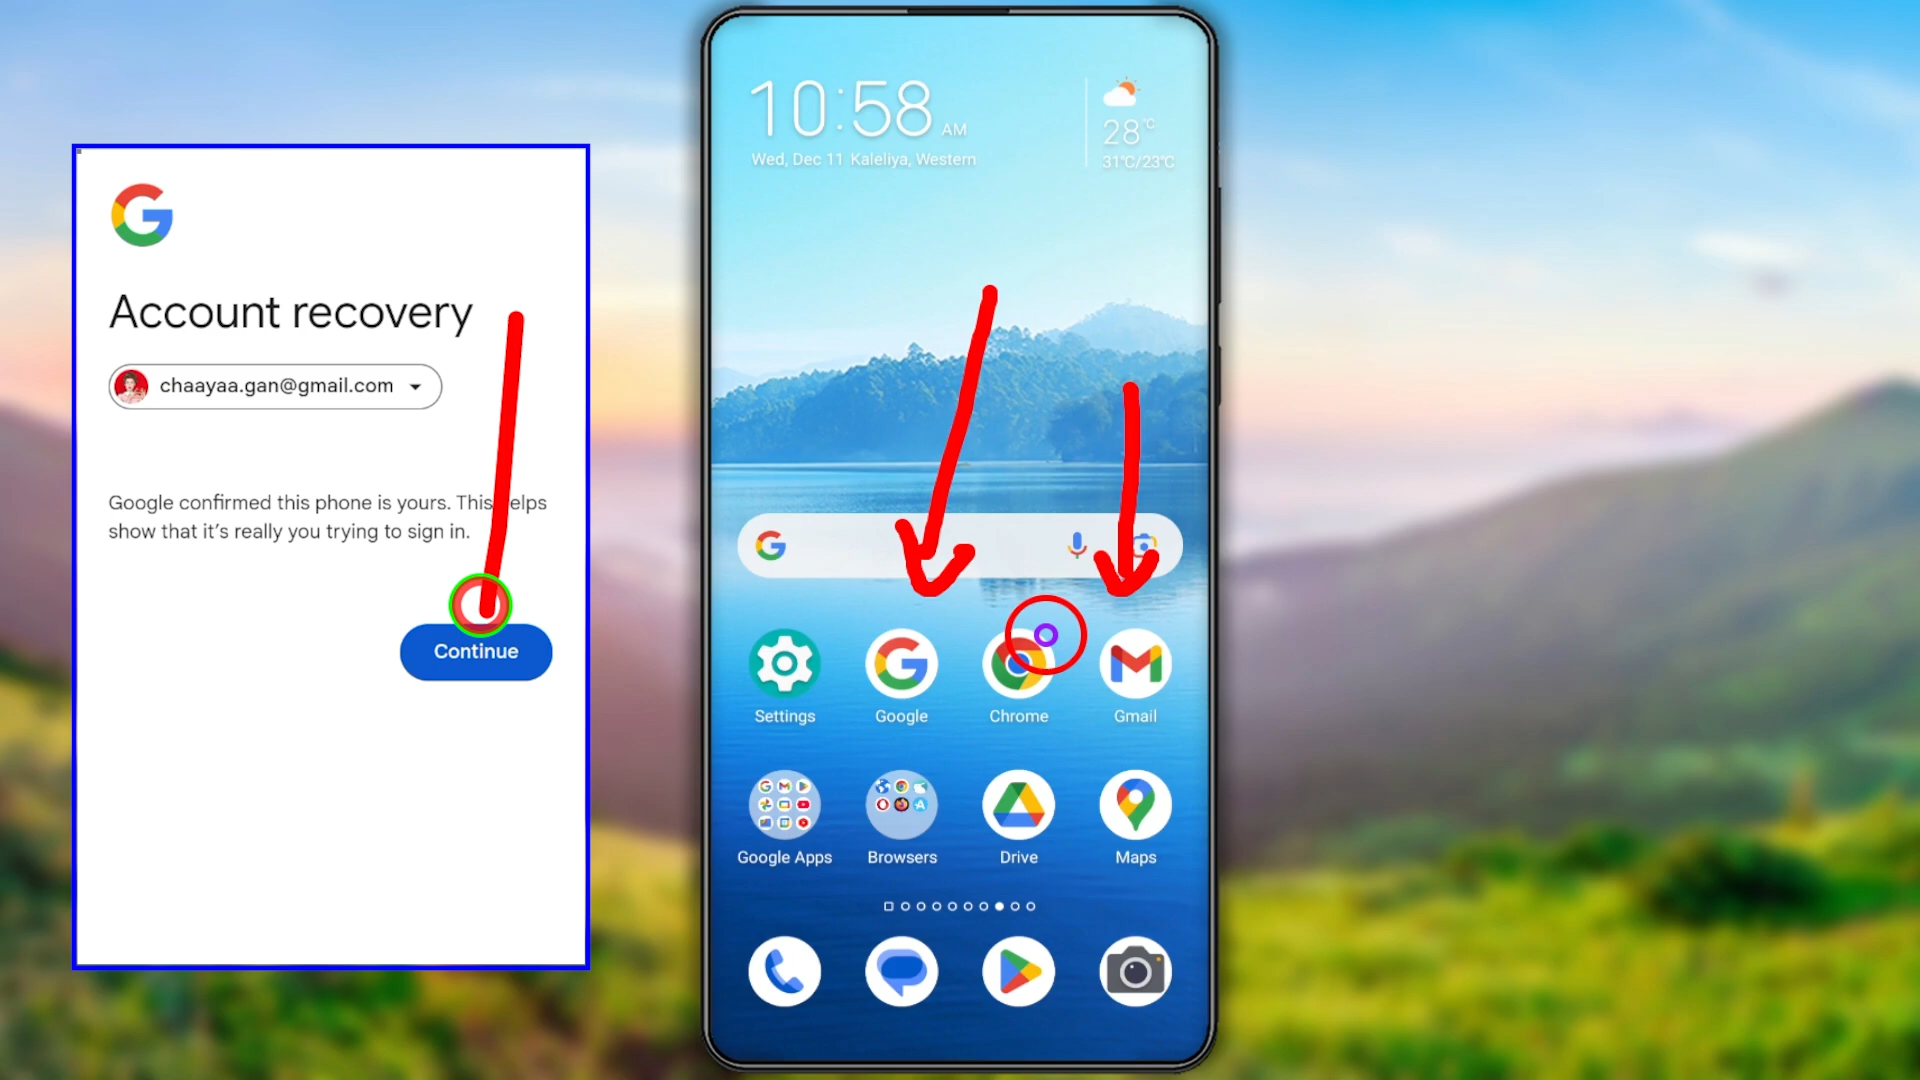 Account recovery
chaayaa.gan@gmail.com
Google confirmed this phone is yours. This elps
show that it's really you trying to sign in.
Continue
10:58 AM
Wed, Dec 11 Kaleliya, Western
28°C
31°C/23°C
Settings
Google
Chrome
Gmail
Google Apps
Browsers
Drive
Maps